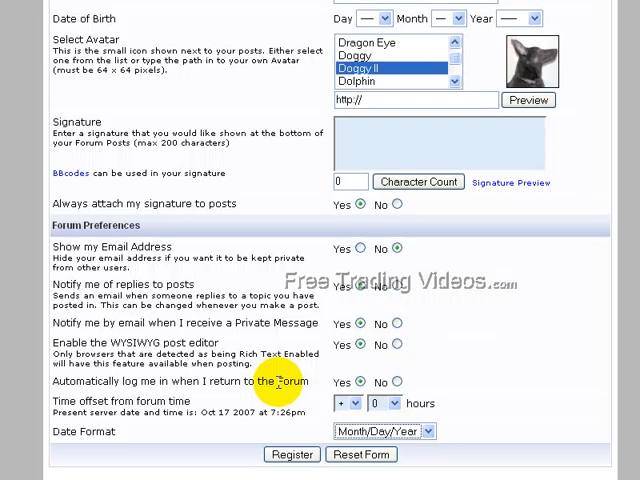 Date of Birth Day Month Year
Select Avatar
This is the small icon shown next to your posts. Either select
one from the list or type the path in to your own Avatar
(must be 64 x 64 pixels).
Dragon Eye
Doggy
Doggy II
Dolphin
http:// Preview
Signature
Enter a signature that you would like shown at the bottom of
your Forum Posts (max 200 characters)
BBcodes can be used in your signature
0 Character Count Signature Preview
Always attach my signature to posts Yes No
Forum Preferences
Show my Email Address Yes No
Hide your email address if you want it to be kept private
from other users.
Free Trading Videos.com
Notify me of replies to posts Yes No
Sends an email when someone replies to a topic you have
posted in. This can be changed whenever you make a post.
Notify me by email when I receive a Private Message Yes No
Enable the WYSIWYG post editor Yes No
Only browsers that are detected as being Rich Text Enabled
will have this feature available when posting.
Automatically log me in when I return to the Forum Yes No
Time offset from forum time + 0 hours
Present server date and time is: Oct 17 2007 at 7:26pm
Date Format Month/Day/Year
Register Reset Form